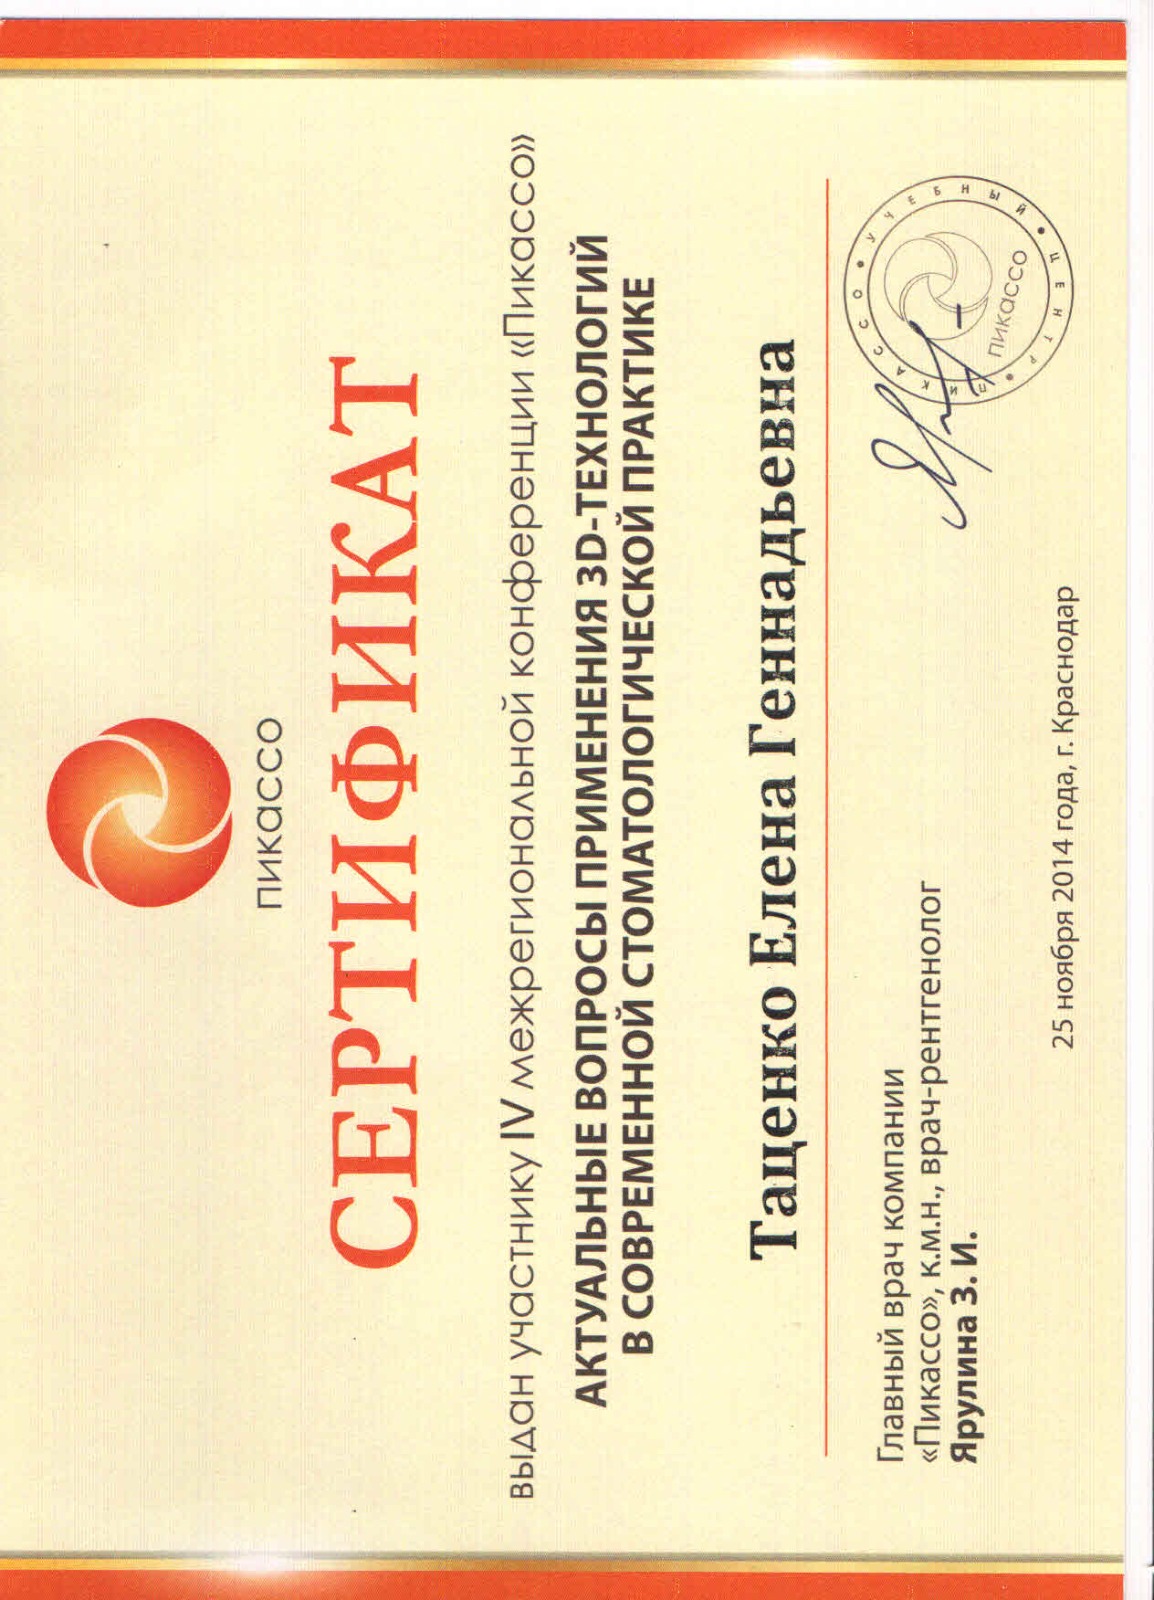 пикассо
СЕРТИФИКАТ
выдан участнику IV межрегиональной конференции «Пикассо»
АКТУАЛЬНЫЕ ВОПРОСЫ ПРИМЕНЕНИЯ 3D-ТЕХНОЛОГИЙ
В СОВРЕМЕННОЙ СТОМАТОЛОГИЧЕСКОЙ ПРАКТИКЕ
Таценко Елена Геннадьевна
Главный врач компании
«Пикассо», к.м.н., врач-рентгенолог
Ярулина З. И.
ПИКАССО • УЧЕБНЫЙ • ЦЕНТР •
пикассо
25 ноября 2014 года, г. Краснодар